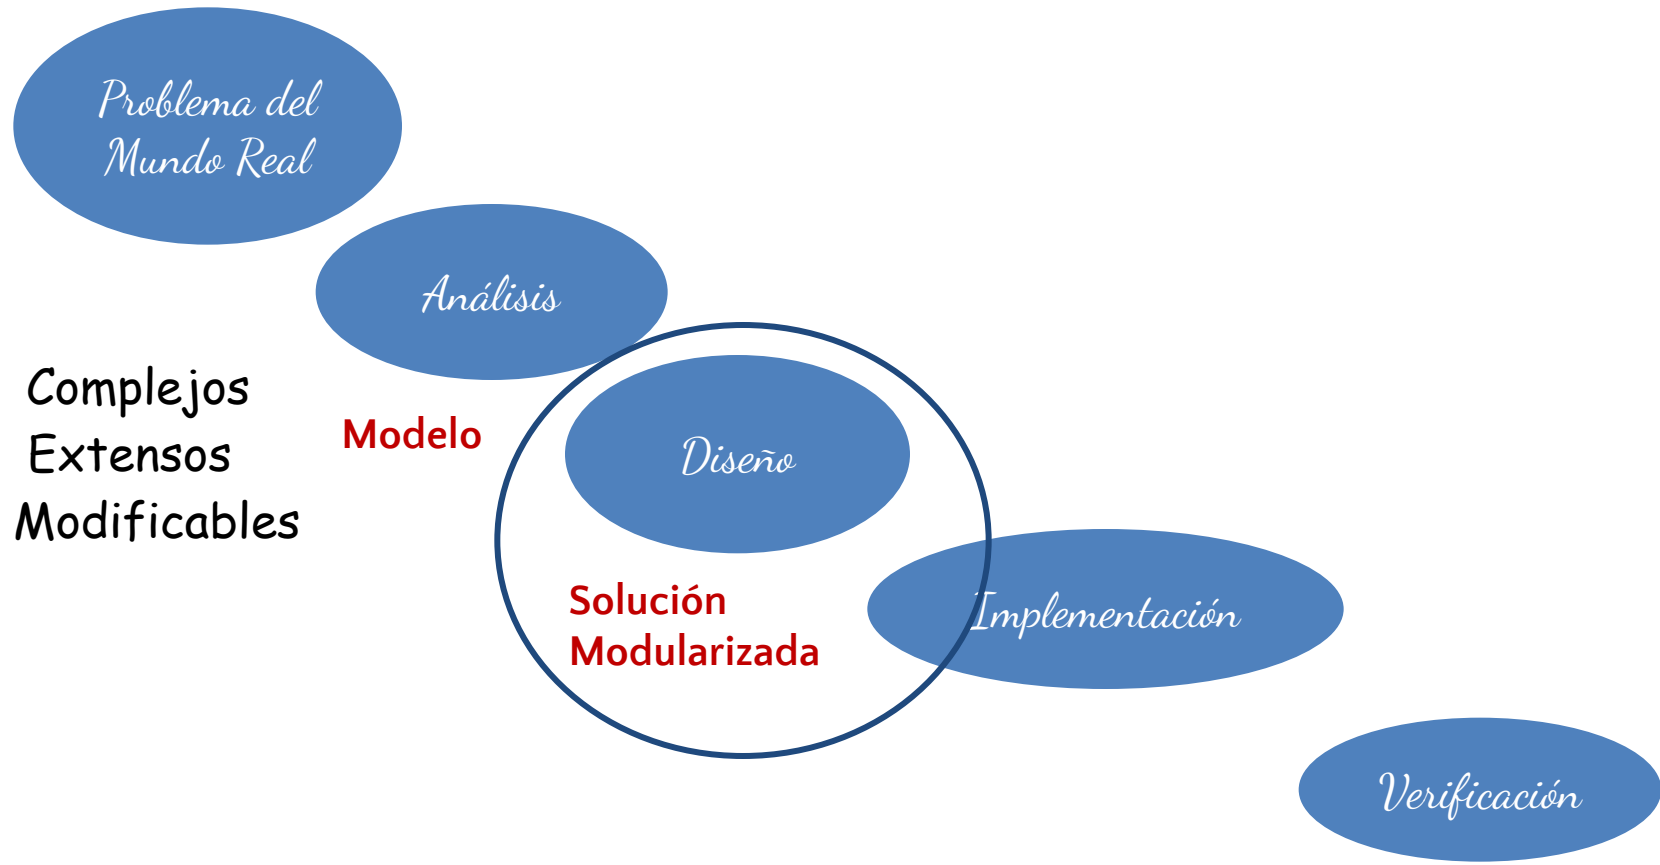 Problema del
Mundo Real
Análisis
Complejos
Extensos
Modificables
Modelo
Diseño
Solución
Modularizada
Implementación
Verificación